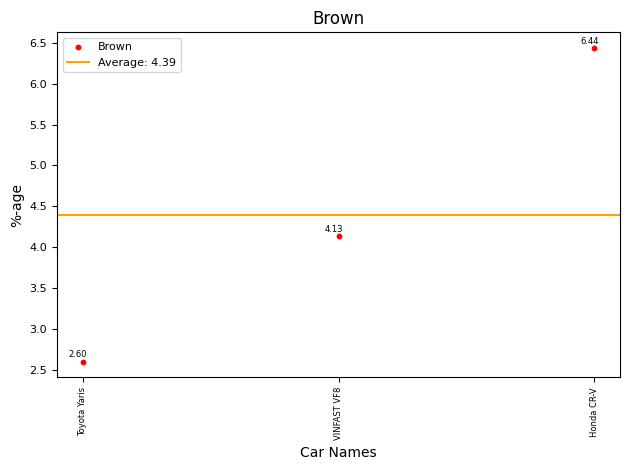 Brown
Brown
Average: 4.39
6.5
6.0
5.5
5.0
4.5
4.0
3.5
3.0
2.5
%-age
6.44
4.13
2.60
Toyota Yaris
VINFAST VF8
Honda CR-V
Car Names